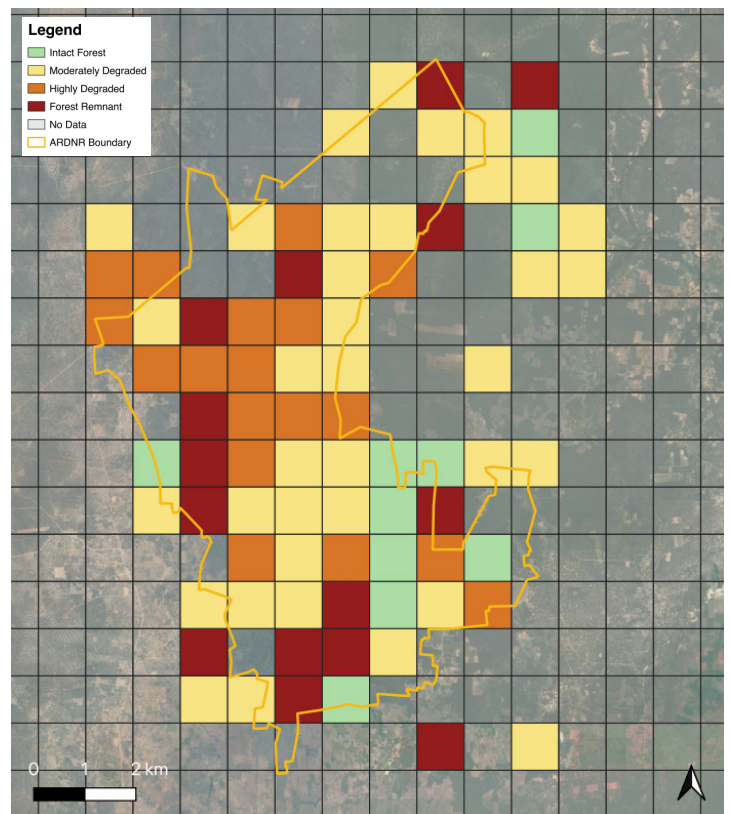 Legend
Intact Forest
Moderately Degraded
Highly Degraded
Forest Remnant
No Data
ARDNR Boundary
0 1 2 km